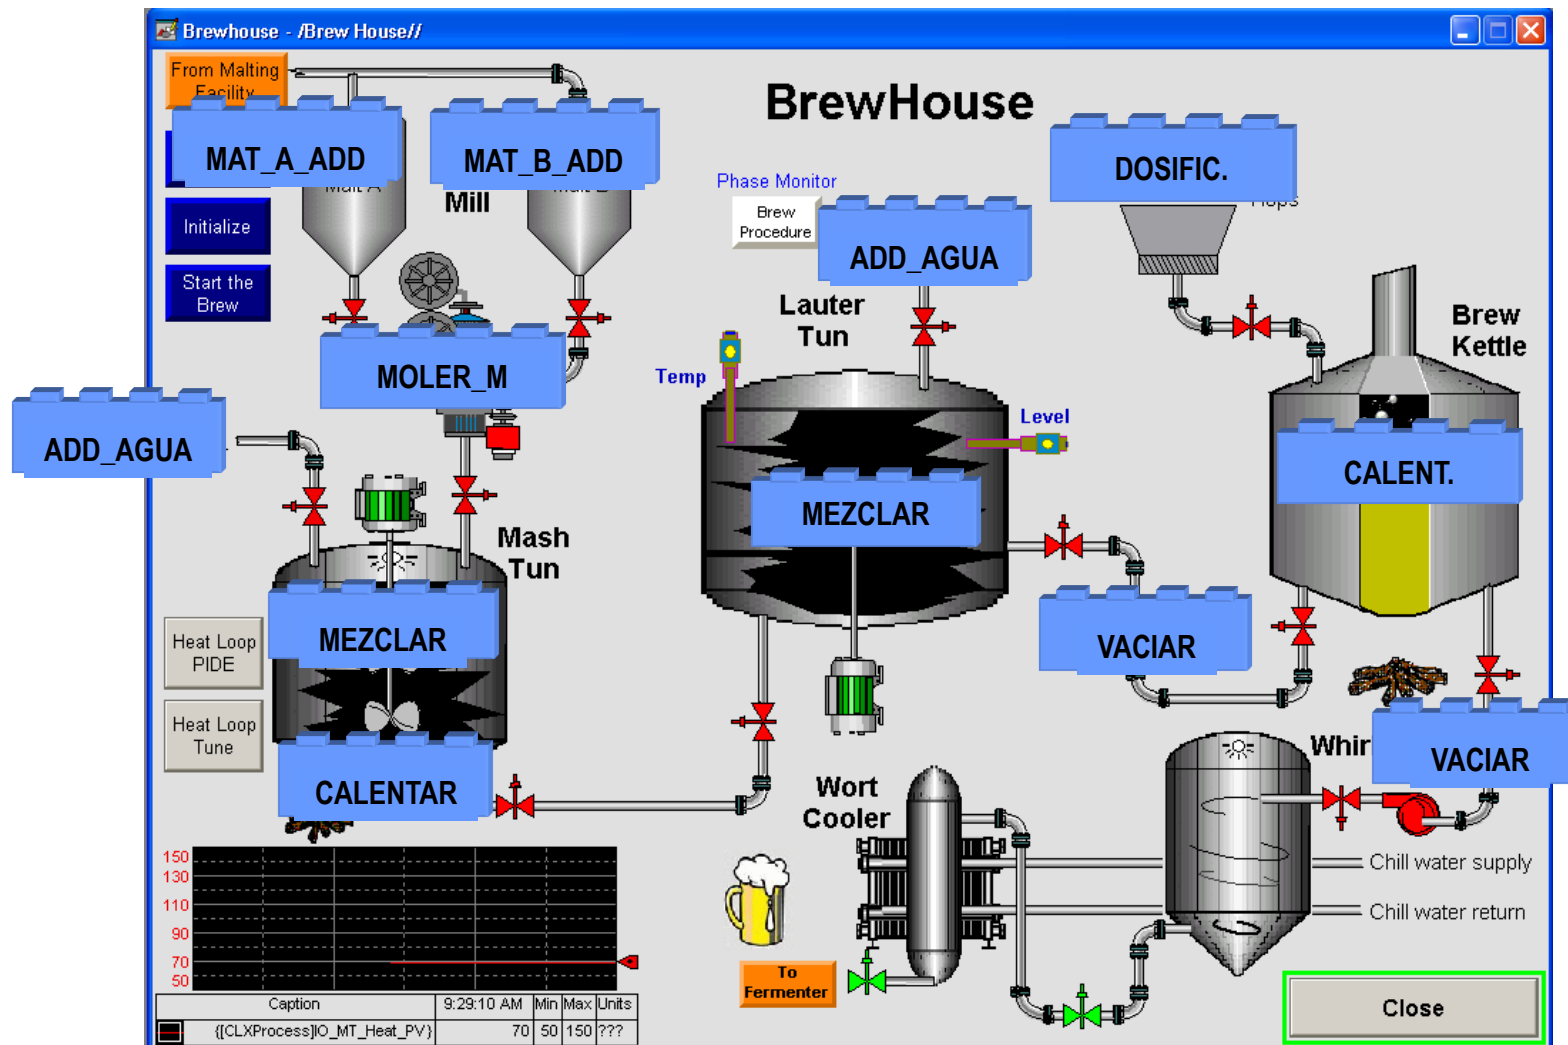 Brewhouse - /Brew House//
From Malting
Facility
BrewHouse
MAT_A_ADD
MAT_B_ADD
DOSIFIC.
Malt A
Malt B
Mill
Phase Monitor
Brew
Procedure
Hops
Initialize
ADD_AGUA
Start the
Brew
Lauter
Tun
Brew
Kettle
MOLER_M
Temp
Level
ADD_AGUA
CALENT.
MEZCLAR
Mash
Tun
MEZCLAR
VACIAR
Heat Loop
PIDE
Heat Loop
Tune
CALENTAR
Whir
VACIAR
Wort
Cooler
150
130
110
90
70
50
Chill water supply
Chill water return
To
Fermenter
Close
Caption 9:29:10 AM Min Max Units
{[CLXProcess]IO_MT_Heat_PV} 70 50 150 ???